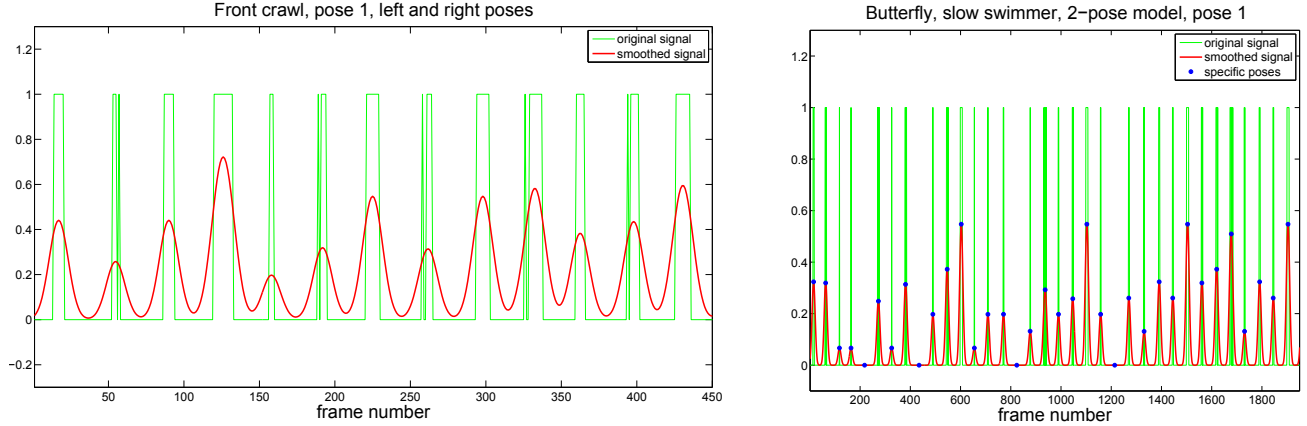 Front crawl, pose 1, left and right poses
original signal
smoothed signal
1.2
1
0.8
0.6
0.4
0.2
0
−0.2
50 100 150 200 250 300 350 400 450
frame number
Butterfly, slow swimmer, 2−pose model, pose 1
original signal
smoothed signal
specific poses
1.2
1
0.8
0.6
0.4
0.2
0
200 400 600 800 1000 1200 1400 1600 1800
frame number